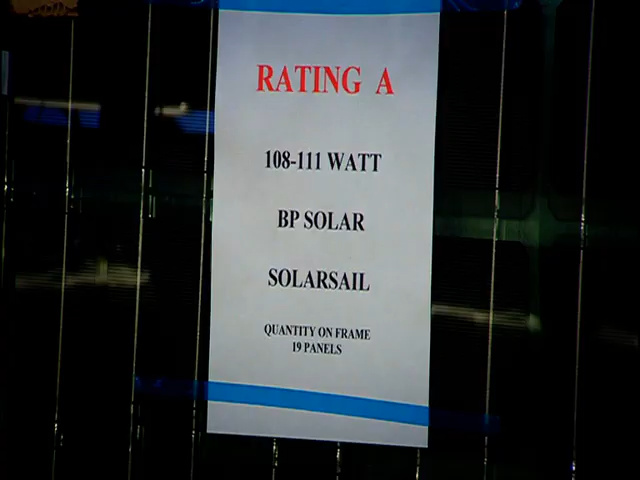 RATING A
108-111 WATT
BP SOLAR
SOLARSAIL
QUANTITY ON FRAME
19 PANELS